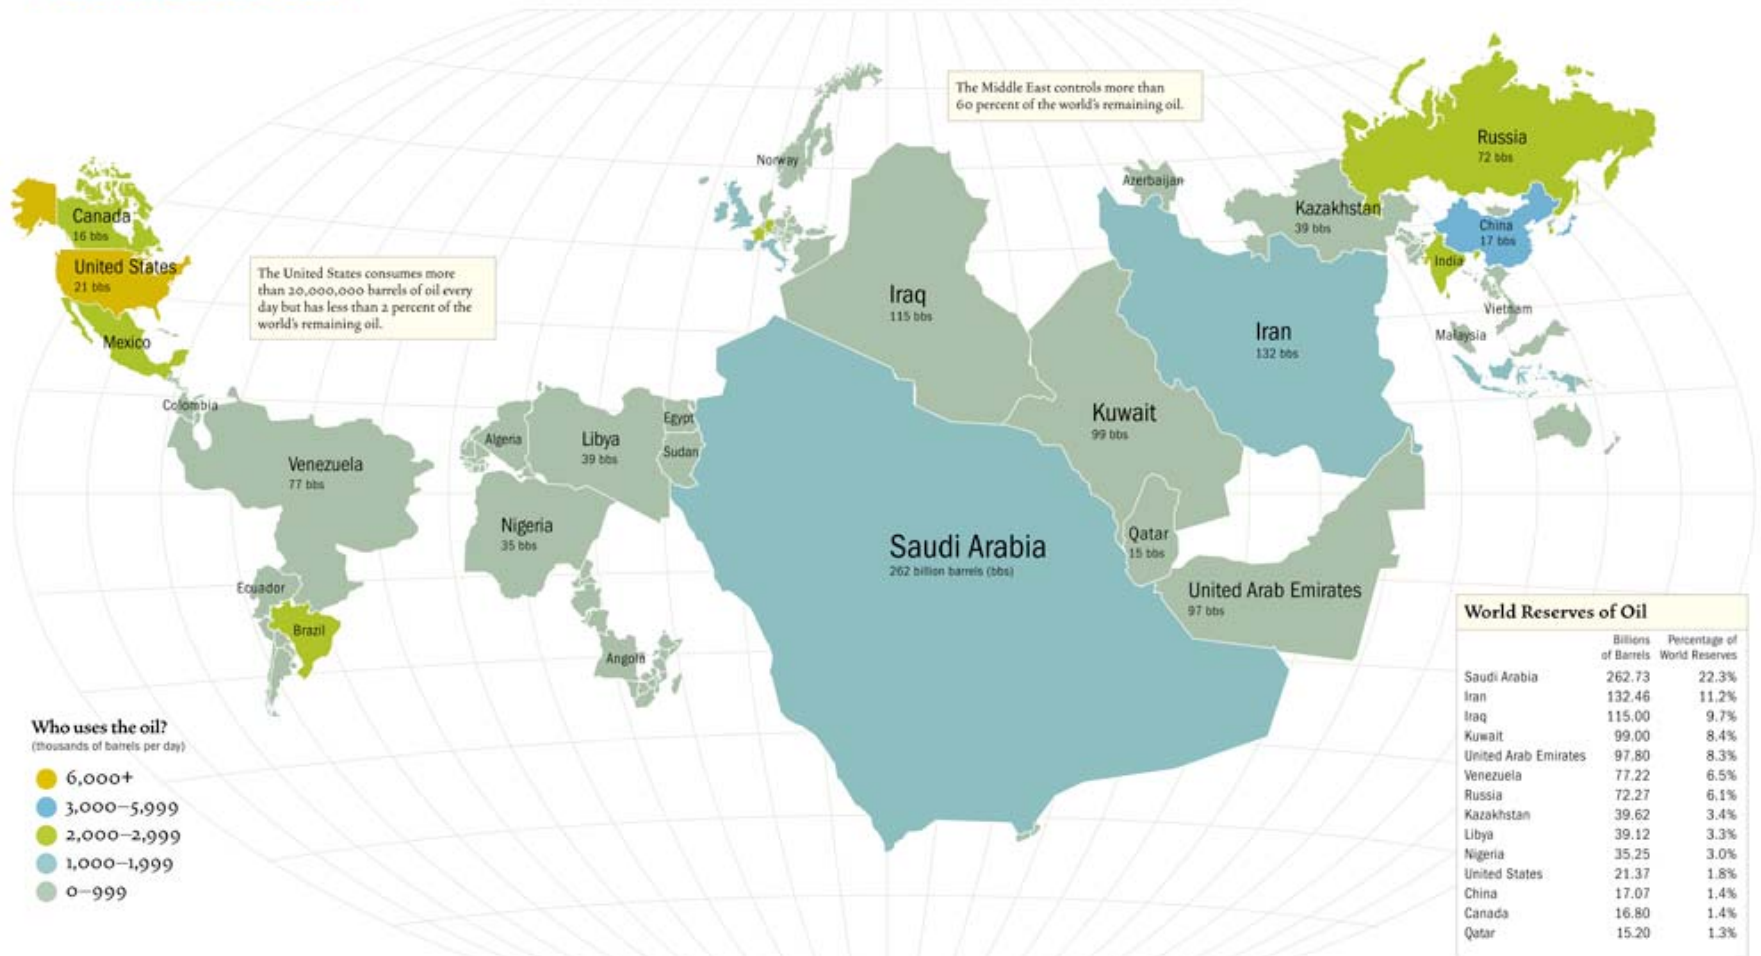 The Middle East controls more than
60 percent of the world's remaining oil.
Russia
72 bbs
Norway
Azerbaijan
Kazakhstan
39 bbs
Canada
16 bbs
China
17 bbs
United States
21 bbs
India
The United States consumes more
than 20,000,000 barrels of oil every
day but has less than 2 percent of the
world's remaining oil.
Iraq
115 bbs
Vietnam
Iran
132 bbs
Malaysia
Mexico
Colombia
Egypt
Kuwait
99 bbs
Algeria
Libya
39 bbs
Sudan
Venezuela
77 bbs
Nigeria
35 bbs
Qatar
15 bbs
Saudi Arabia
262 billion barrels (bbs)
Ecuador
United Arab Emirates
97 bbs
Brazil
Angola
Who uses the oil?
(thousands of barrels per day)
6,000+
3,000–5,999
2,000–2,999
1,000–1,999
0–999
World Reserves of Oil
Billions Percentage of
of Barrels World Reserves
Saudi Arabia 262.73 22.3%
Iran 132.46 11.2%
Iraq 115.00 9.7%
Kuwait 99.00 8.4%
United Arab Emirates 97.80 8.3%
Venezuela 77.22 6.5%
Russia 72.27 6.1%
Kazakhstan 39.62 3.4%
Libya 39.12 3.3%
Nigeria 35.25 3.0%
United States 21.37 1.8%
China 17.07 1.4%
Canada 16.80 1.4%
Qatar 15.20 1.3%